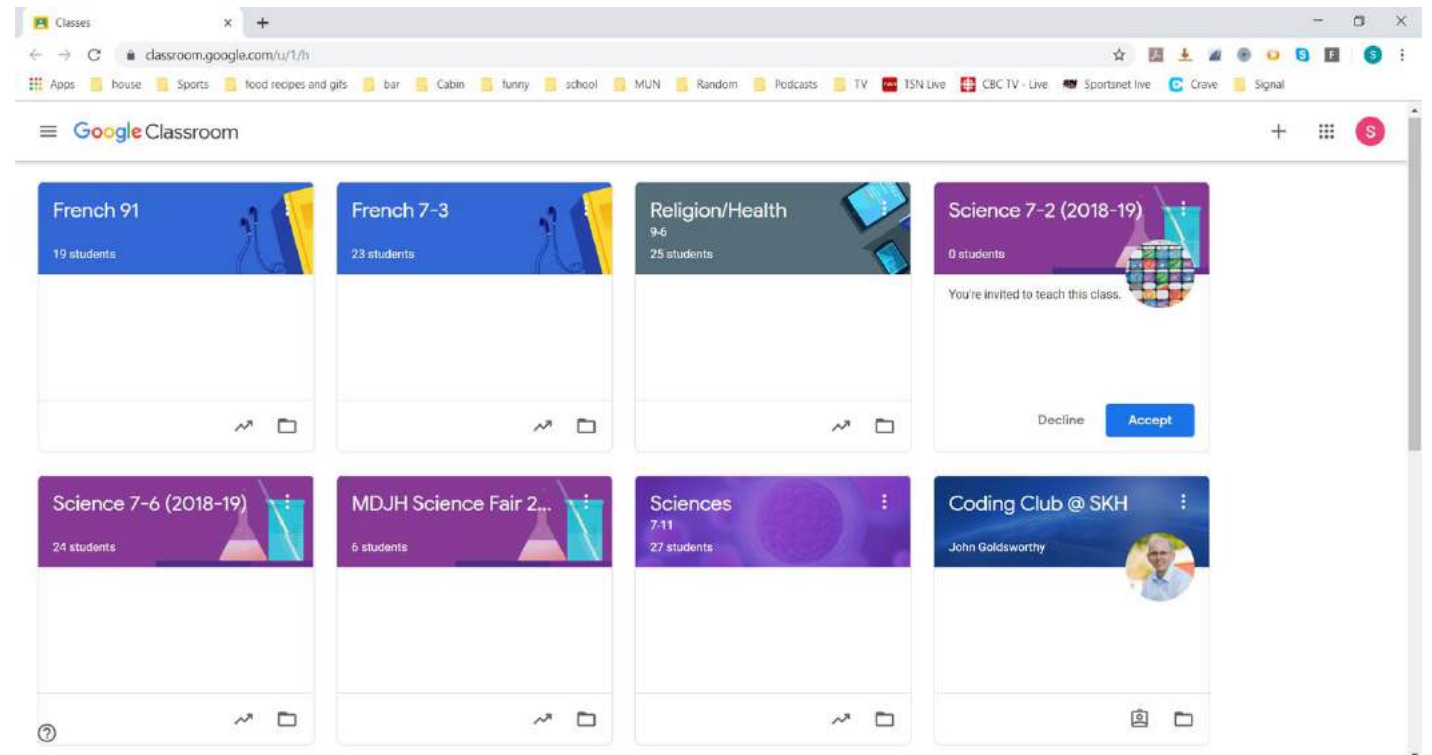 Classes
classroom.google.com/u/1/h
Apps house Sports food recipes and gifs bar Cabin funny school MUN Random Podcasts TV TSN Live CBC TV - Live Sportsnet live Crave Signal
Google Classroom
S
French 91
19 students
French 7-3
23 students
Religion/Health
9-6
25 students
Science 7-2 (2018-19)
0 students
You're invited to teach this class.
Decline Accept
Science 7-6 (2018-19)
24 students
MDJH Science Fair 2...
6 students
Sciences
7-11
27 students
Coding Club @ SKH
John Goldsworthy